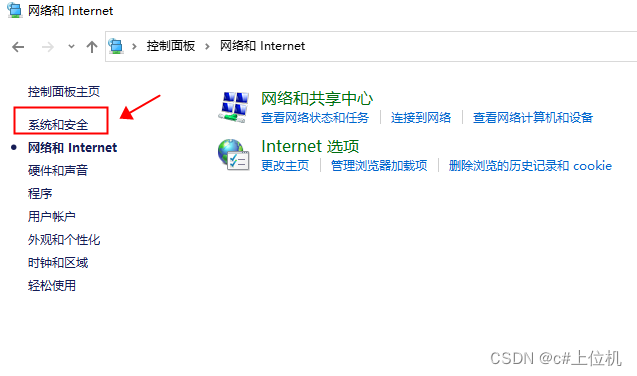 网络和 Internet
控制面板 网络和 Internet
控制面板主页
系统和安全
网络和 Internet
硬件和声音
程序
用户帐户
外观和个性化
时钟和区域
轻松使用
网络和共享中心
查看网络状态和任务 连接到网络 查看网络计算机和设备
Internet 选项
更改主页 管理浏览器加载项 删除浏览的历史记录和 cookie
CSDN @c#上位机